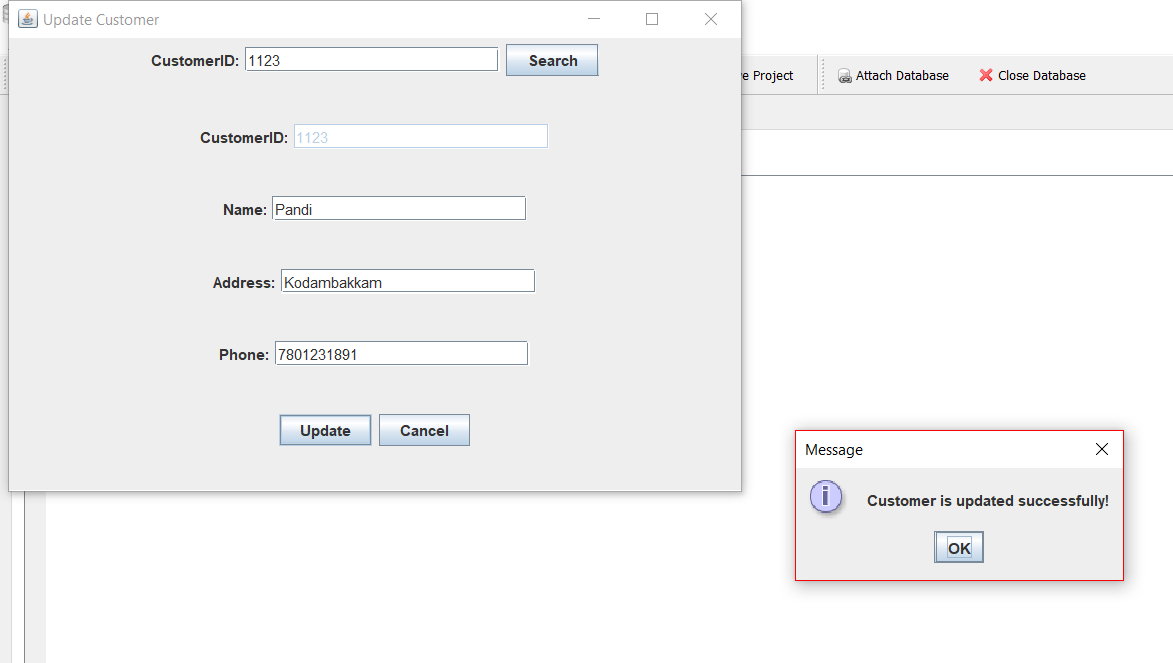 Update Customer
CustomerID: 1123 Search
CustomerID: 1123
Name: Pandi
Address: Kodambakkam
Phone: 7801231891
Update Cancel
Project Attach Database Close Database
Message
Customer is updated successfully!
OK